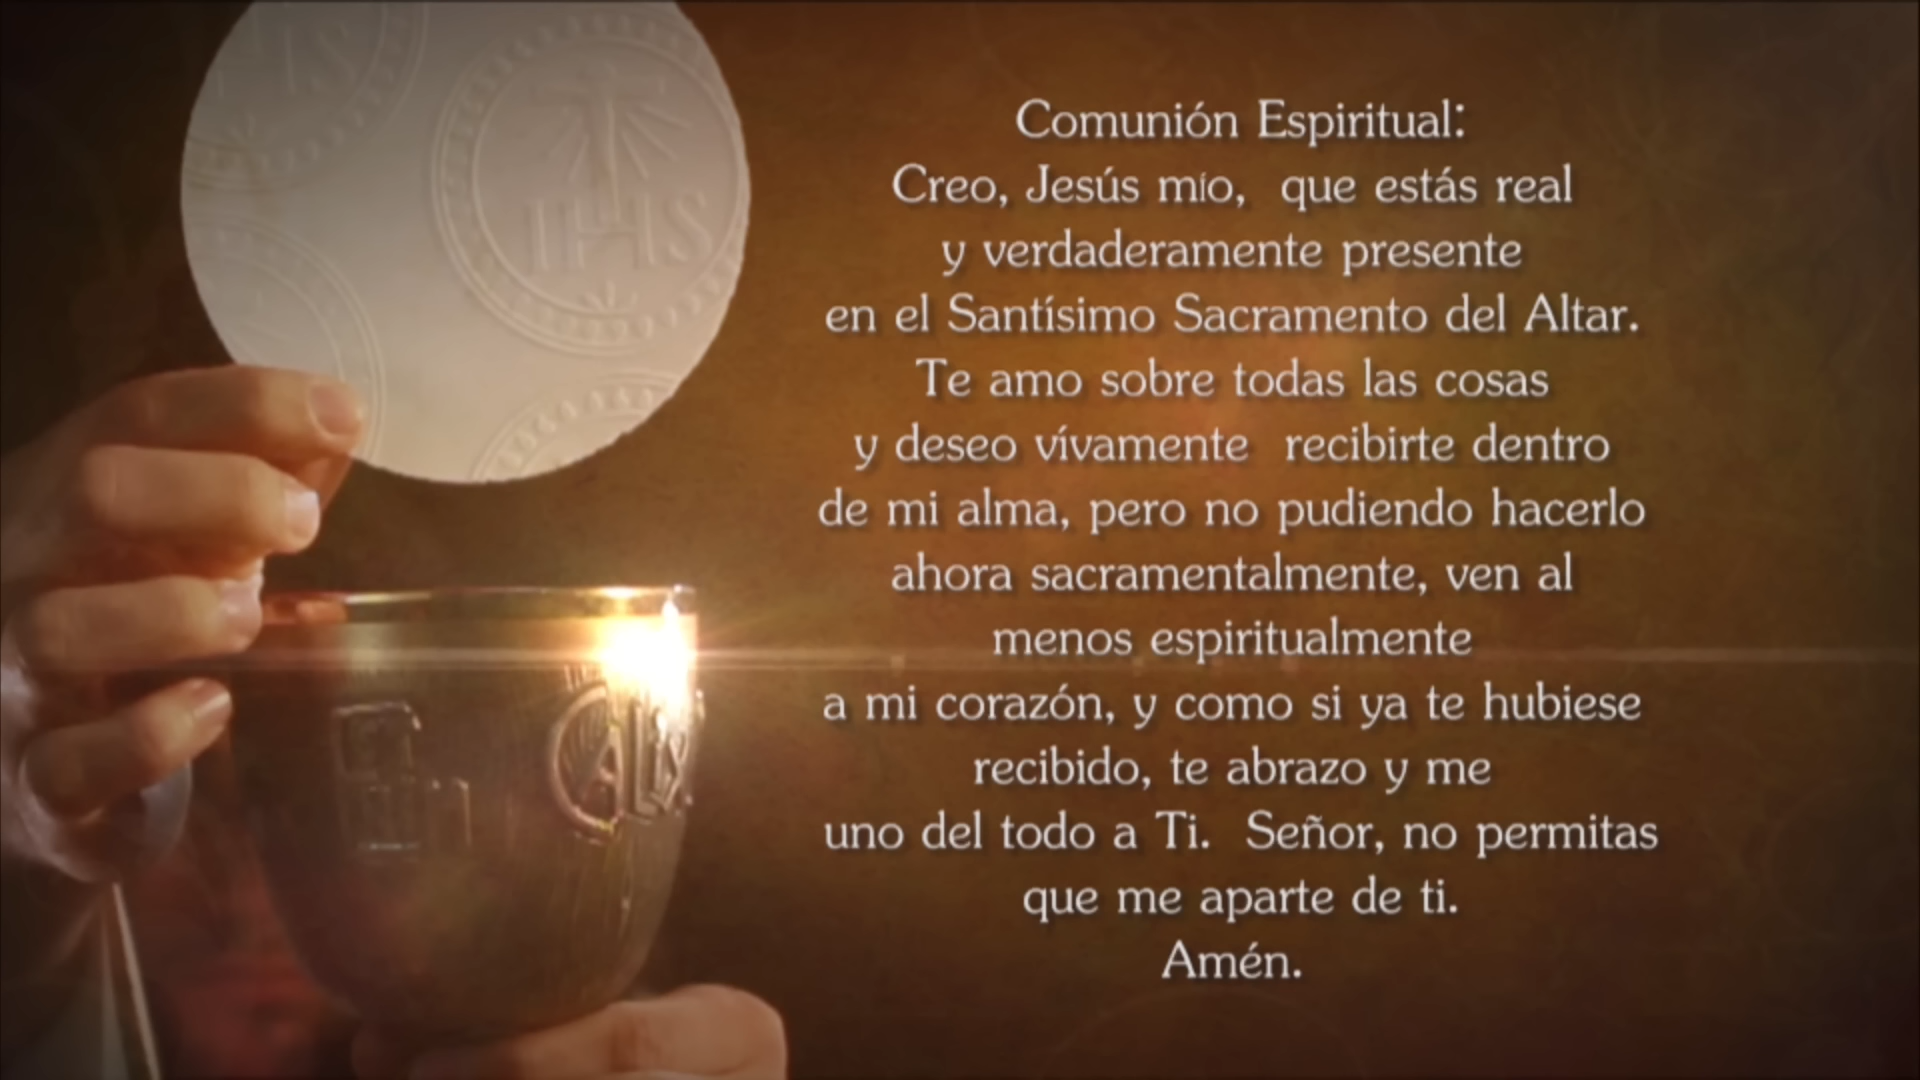 IHS
Comunión Espiritual:
Creo, Jesús mío, que estás real
y verdaderamente presente
en el Santísimo Sacramento del Altar.
Te amo sobre todas las cosas
y deseo vívamente recibirte dentro
de mi alma, pero no pudiendo hacerlo
ahora sacramentalmente, ven al
menos espiritualmente
a mi corazón, y como si ya te hubiese
recibido, te abrazo y me
uno del todo a Ti. Señor, no permitas
que me aparte de ti.
Amén.